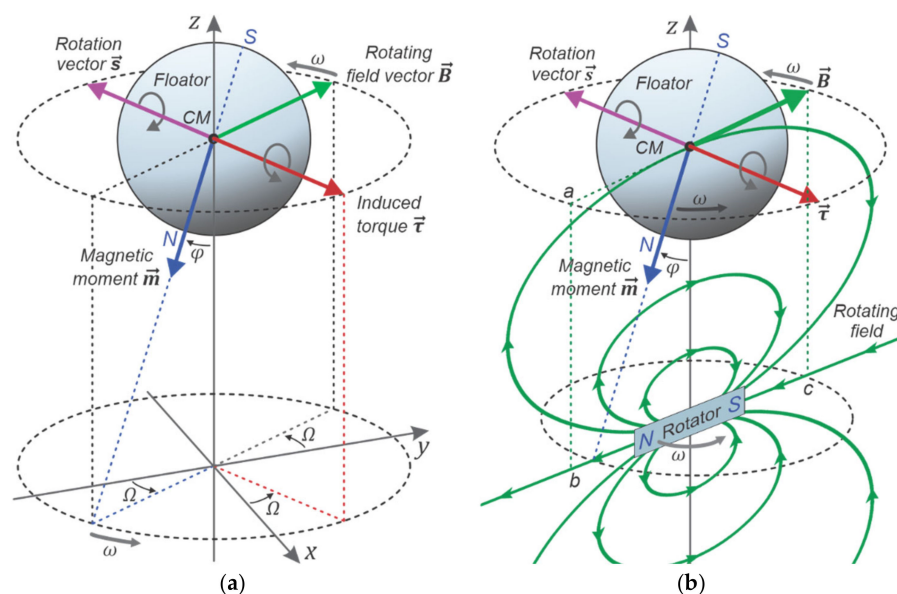 Z
S
Rotation
vector s⃗
ω
Rotating
field vector B⃗
Floator
CM
N
φ
Induced
torque τ⃗
Magnetic
moment m⃗
Ω
y
Ω
Ω
ω
x
(a)
Z
S
Rotation
vector s⃗
ω
B⃗
Floator
CM
a
ω
τ⃗
N
φ
Magnetic
moment m⃗
Rotating
field
c
N Rotator S
ω
b
(b)